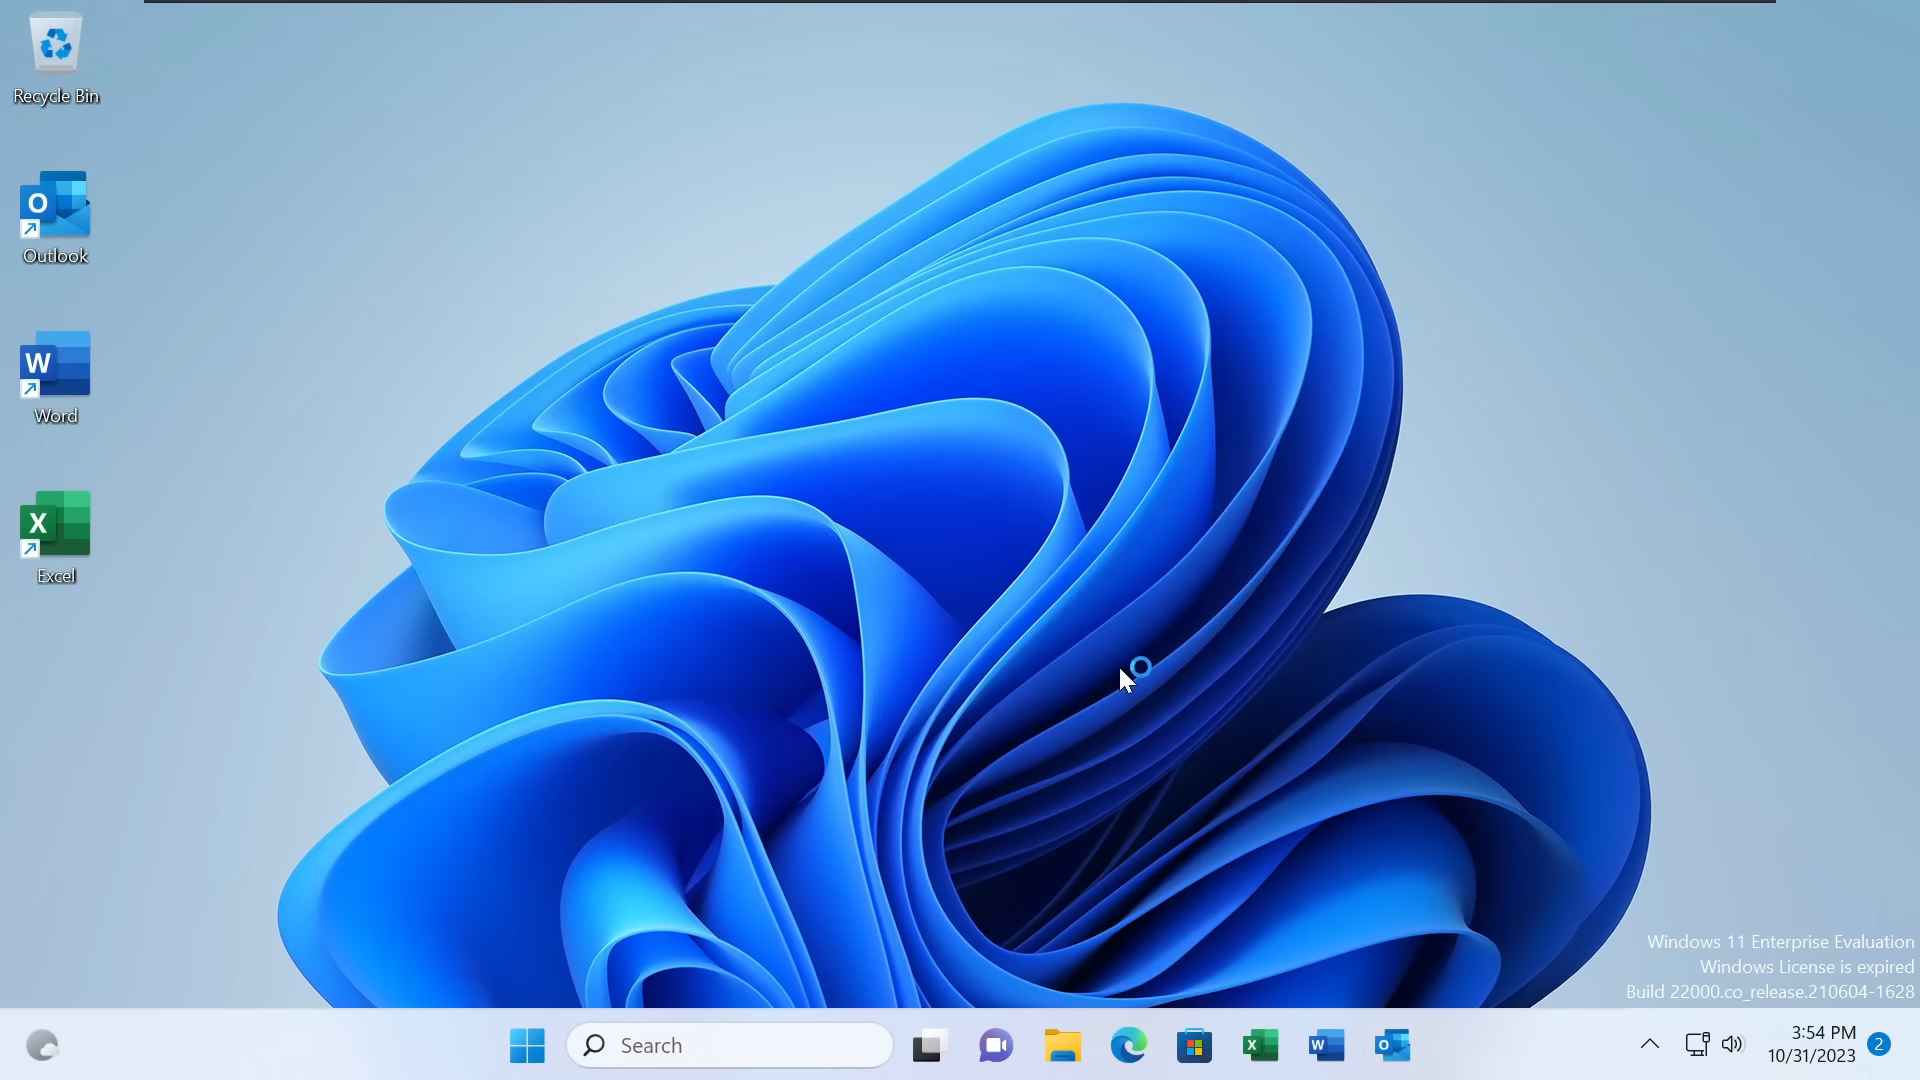 Recycle Bin
O
Outlook
W
Word
X
Excel
Windows 11 Enterprise Evaluation
Windows License is expired
Build 22000.co_release.210604-1628
Search
X
W
O
3:54 PM
10/31/2023
2